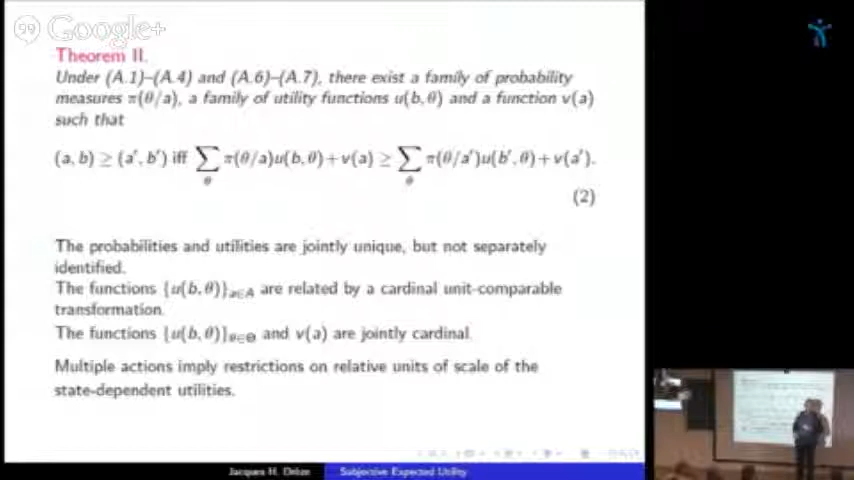 Google+
Theorem II.
Under (A.1)–(A.4) and (A.6)–(A.7), there exist a family of probability
measures π(θ/a), a family of utility functions u(b, θ) and a function v(a)
such that
(a, b) ≥ (a′, b′) iff ∑θ π(θ/a)u(b, θ) + v(a) ≥ ∑θ π(θ/a′)u(b′, θ) + v(a′).
(2)
The probabilities and utilities are jointly unique, but not separately
identified.
The functions {u(b, θ)}a∈A are related by a cardinal unit-comparable
transformation.
The functions {u(b, θ)}θ∈Θ and v(a) are jointly cardinal.
Multiple actions imply restrictions on relative units of scale of the
state-dependent utilities.
Jacques H. Drèze Subjective Expected Utility